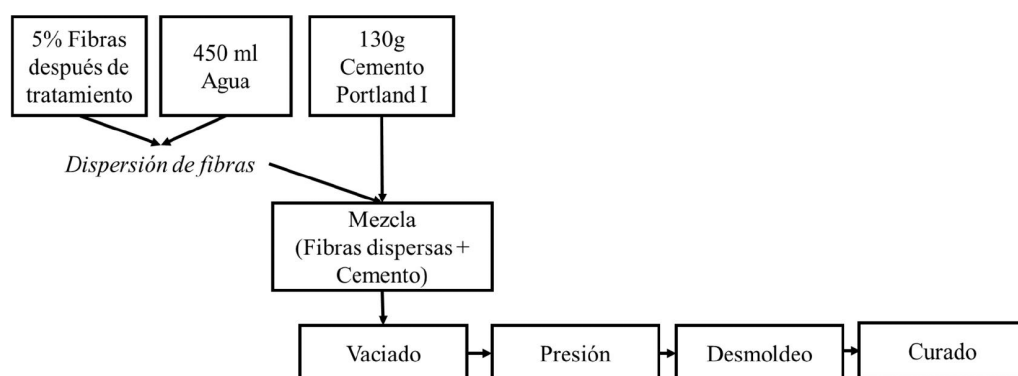 5% Fibras
después de
tratamiento
450 ml
Agua
130g
Cemento
Portland I
Dispersión de fibras
Mezcla
(Fibras dispersas +
Cemento)
Vaciado
Presión
Desmoldeo
Curado